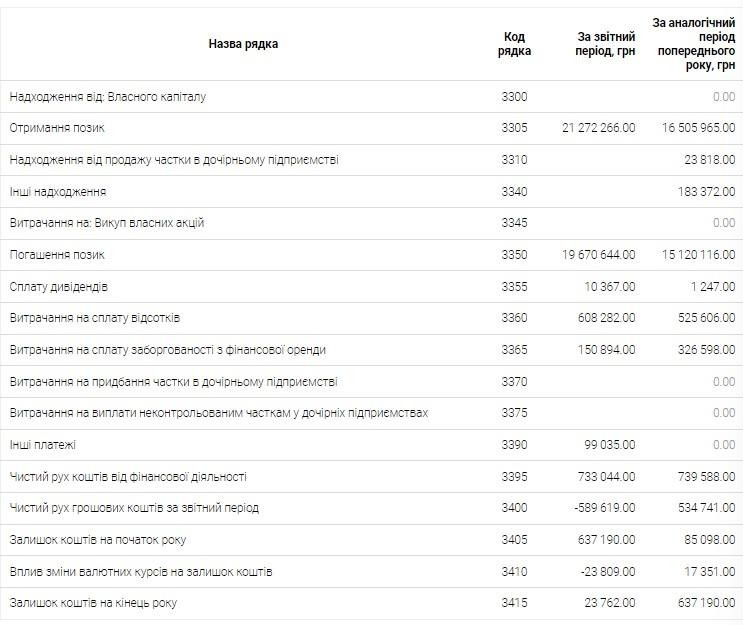 Назва рядка Код рядка За звітний період, грн За аналогічний період попереднього року, грн
Надходження від: Власного капіталу 3300 0.00
Отримання позик 3305 21 272 266.00 16 505 965.00
Надходження від продажу частки в дочірньому підприємстві 3310 23 818.00
Інші надходження 3340 183 372.00
Витрачання на: Викуп власних акцій 3345 0.00
Погашення позик 3350 19 670 644.00 15 120 116.00
Сплату дивідендів 3355 10 367.00 1 247.00
Витрачання на сплату відсотків 3360 608 282.00 525 606.00
Витрачання на сплату заборгованості з фінансової оренди 3365 150 894.00 326 598.00
Витрачання на придбання частки в дочірньому підприємстві 3370 0.00
Витрачання на виплати неконтрольованим часткам у дочірніх підприємствах 3375 0.00
Інші платежі 3390 99 035.00 0.00
Чистий рух коштів від фінансової діяльності 3395 733 044.00 739 588.00
Чистий рух грошових коштів за звітний період 3400 -589 619.00 534 741.00
Залишок коштів на початок року 3405 637 190.00 85 098.00
Вплив зміни валютних курсів на залишок коштів 3410 -23 809.00 17 351.00
Залишок коштів на кінець року 3415 23 762.00 637 190.00